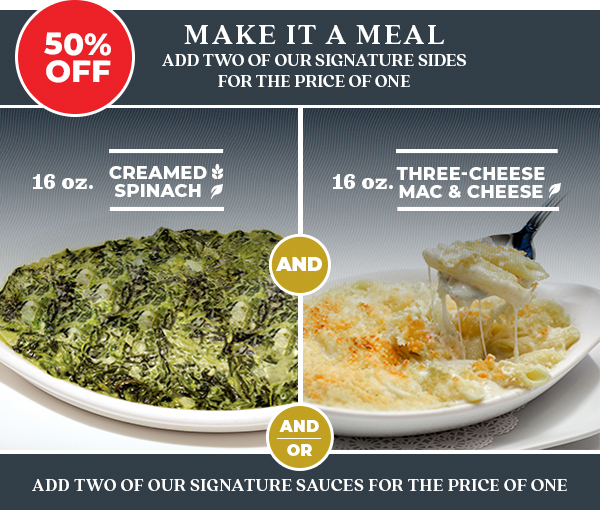 50%
OFF
MAKE IT A MEAL
ADD TWO OF OUR SIGNATURE SIDES
FOR THE PRICE OF ONE
16 oz.
CREAMED
SPINACH
16 oz.
THREE-CHEESE
MAC & CHEESE
AND
AND
OR
ADD TWO OF OUR SIGNATURE SAUCES FOR THE PRICE OF ONE